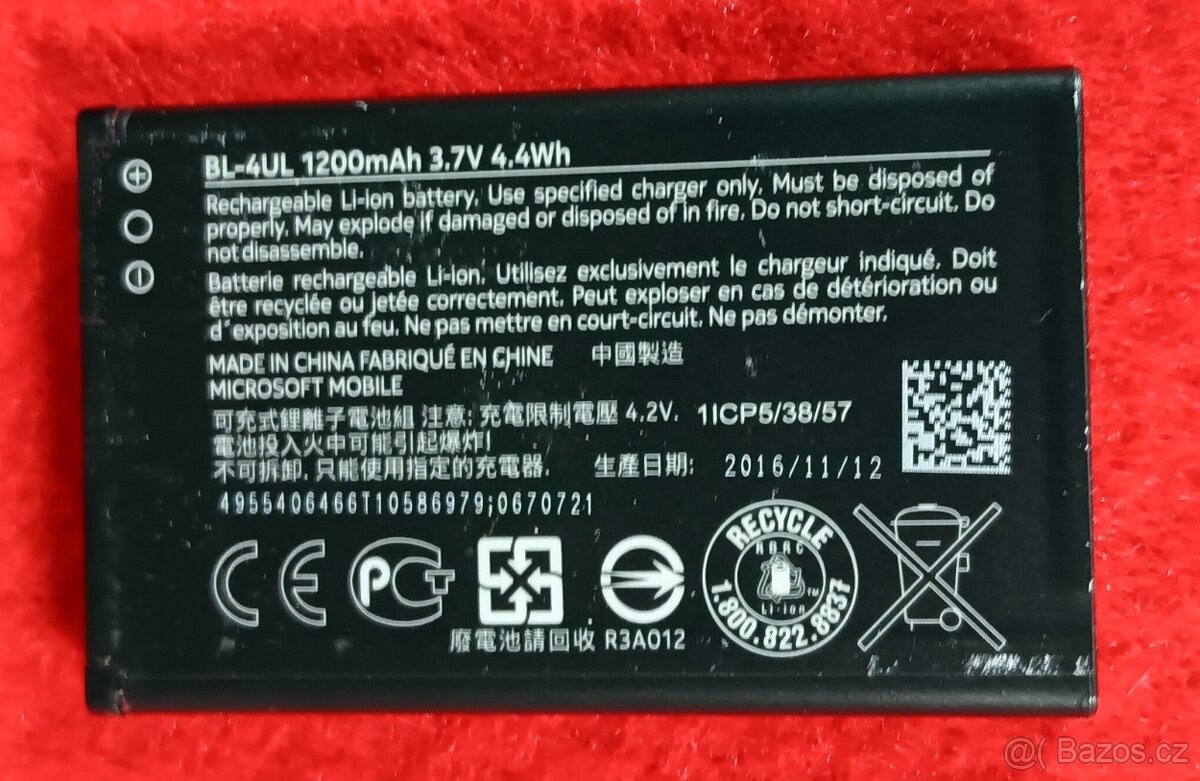 BL-4UL 1200mAh 3.7V 4.4Wh
Rechargeable Li-ion battery. Use specified charger only. Must be disposed of
properly. May explode if damaged or disposed of in fire. Do not short-circuit. Do
not disassemble.
Batterie rechargeable Li-ion. Utilisez exclusivement le chargeur indiqué. Doit
être recyclée ou jetée correctement. Peut exploser en cas de détérioration ou
d'exposition au feu. Ne pas mettre en court-circuit. Ne pas démonter.
MADE IN CHINA FABRIQUÉ EN CHINE 中國製造
MICROSOFT MOBILE
可充式鋰離子電池組 注意: 充電限制電壓 4.2V. 1ICP5/38/57
電池投入火中可能引起爆炸!
不可拆卸. 只能使用指定的充電器. 生產日期: 2016/11/12
4955406466T10586979;0670721
CE PCT RECYCLE
RBRC
Li-ion TM
1.800.822.8837
廢電池請回收 R3A012
@( Bazos.cz